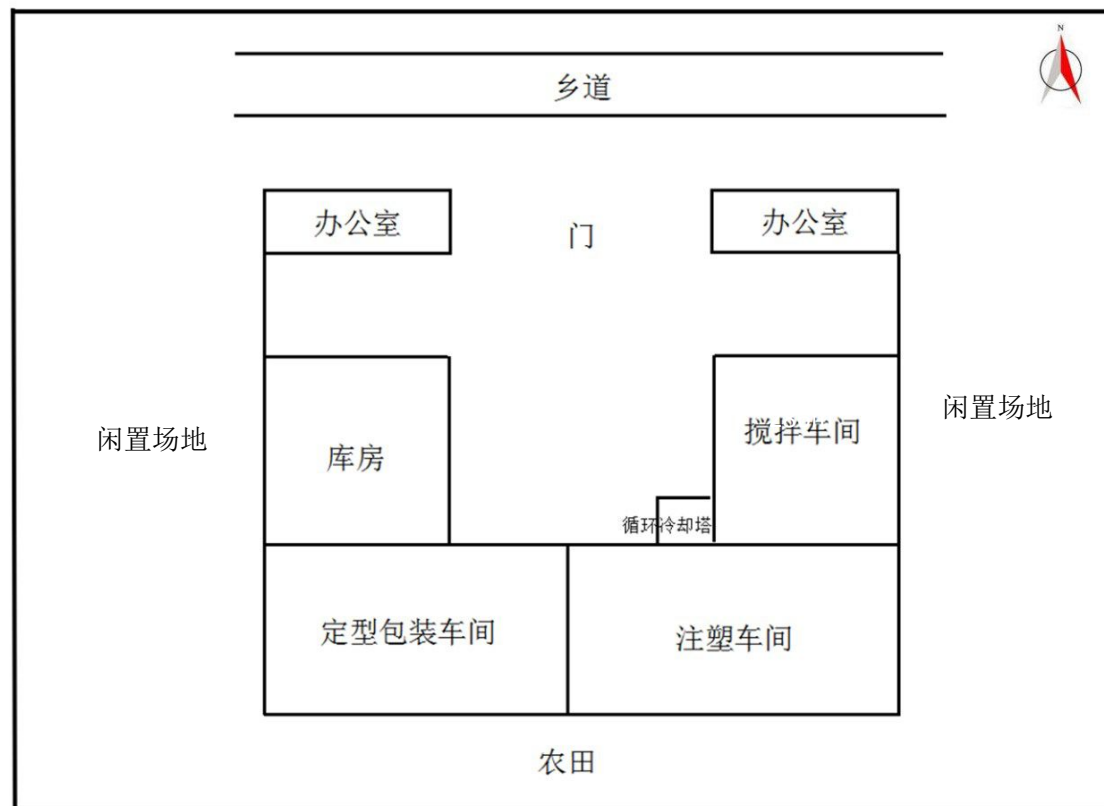 N
乡道
办公室
门
办公室
闲置场地
库房
搅拌车间
闲置场地
循环冷却塔
定型包装车间
注塑车间
农田